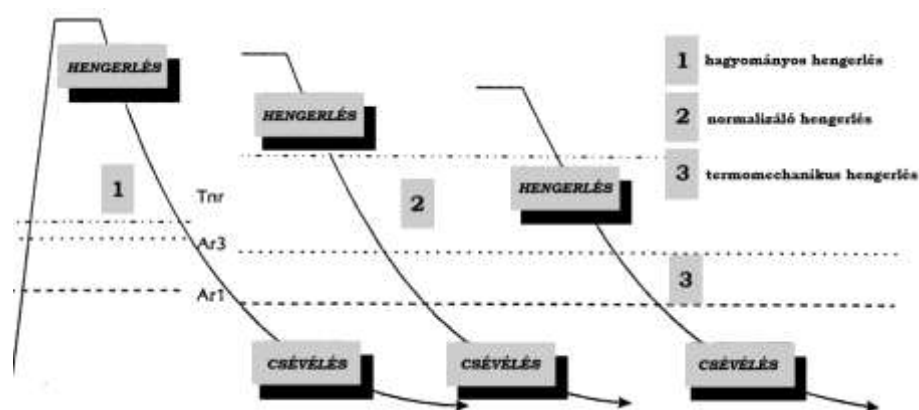 HENGERLÉS
1
Tnr
Ar3
Ar1
CSÉVÉLÉS
HENGERLÉS
2
CSÉVÉLÉS
HENGERLÉS
3
CSÉVÉLÉS
1 hagyományos hengerlés
2 normalizáló hengerlés
3 termomechanikus hengerlés